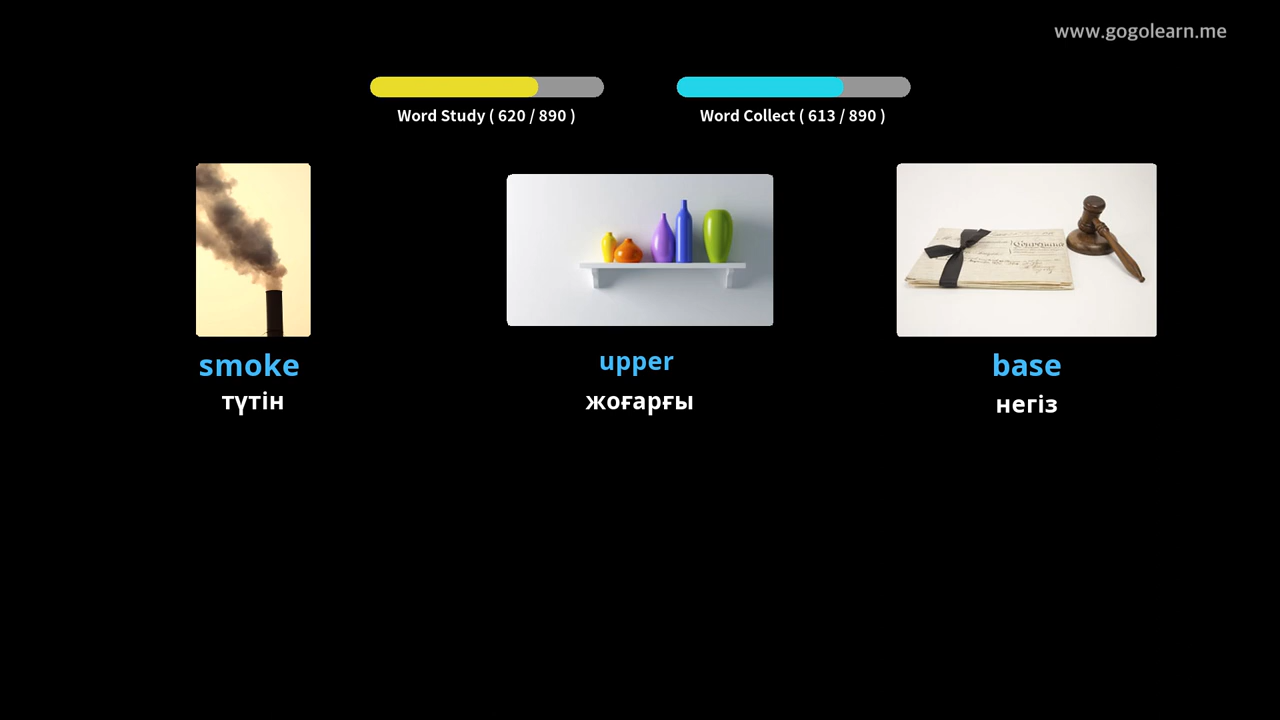 www.gogolearn.me
Word Study ( 620 / 890 )
Word Collect ( 613 / 890 )
smoke
түтін
upper
жоғарғы
base
негіз